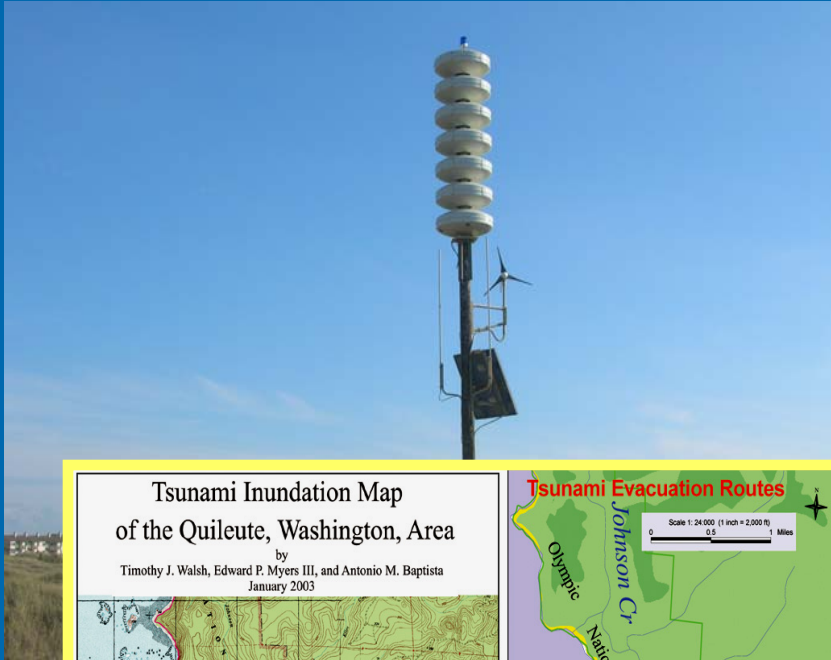 Tsunami Inundation Map
of the Quileute, Washington, Area
by
Timothy J. Walsh, Edward P. Myers III, and Antonio M. Baptista
January 2003
Tsunami Evacuation Routes
N
Scale 1: 24:000 (1 inch = 2,000 ft)
0 0.5 1 Miles
Johnson Cr
Olympic
Natio